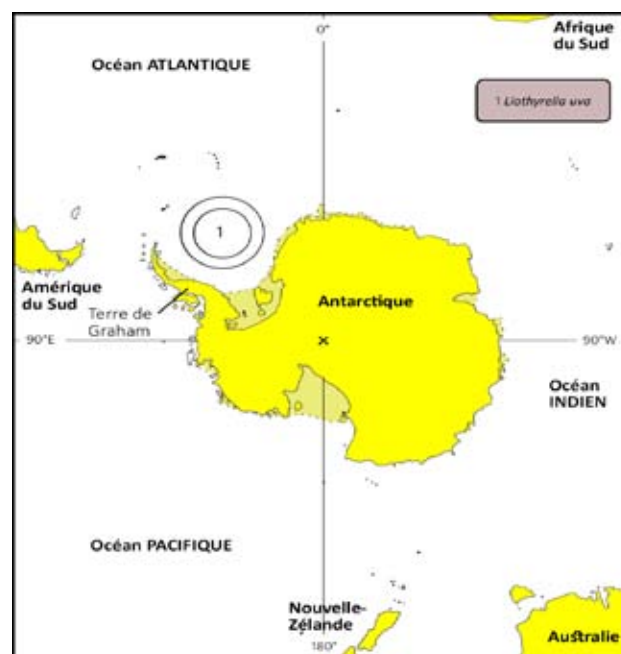 0°
Afrique
du Sud
Océan ATLANTIQUE
1 Liothyrella uva
1
Amérique
du Sud
Antarctique
Terre de
Graham
90°E
90°W
Océan
INDIEN
Océan PACIFIQUE
Nouvelle-
Zélande
Australie
180°